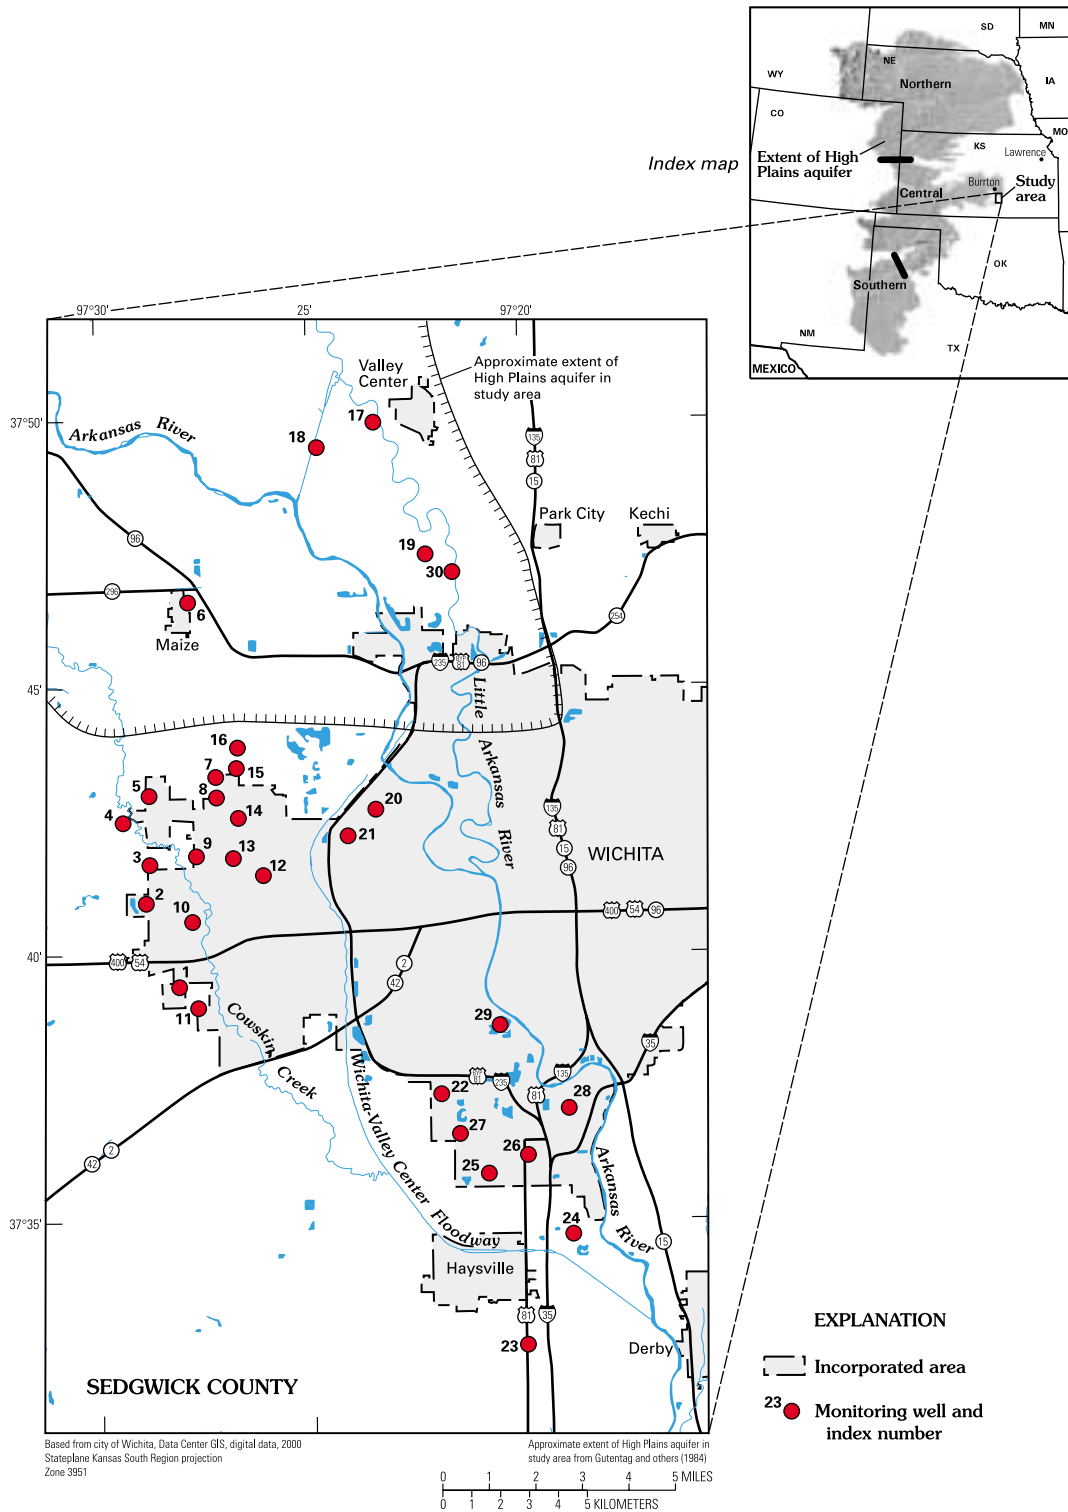 SD
MN
NE
WY
Northern
IA
CO
MO
KS
Lawrence
Index map
Extent of High
Plains aquifer
Burrton
Study
area
Central
OK
Southern
NM
TX
MEXICO
97°30'
25'
97°20'
Valley
Center
Approximate extent of
High Plains aquifer in
study area
17
37°50'
Arkansas River
18
135
81
15
Park City
Kechi
96
19
30
296
6
254
Maize
235
81
96
45'
Little
Arkansas
River
16
7
15
5
8
14
20
135
4
21
81
15
WICHITA
9
13
3
12
96
2
10
400
54
96
40'
400
54
2
1
42
11
29
Cowskin
Creek
35
Wichita-Valley Center
Floodway
81
235
135
22
81
28
27
26
42
2
25
Arkansas
River
37°35'
24
15
Haysville
81
35
23
Derby
SEDGWICK COUNTY
EXPLANATION
Incorporated area
23
Monitoring well and
index number
Based from city of Wichita, Data Center GIS, digital data, 2000
Stateplane Kansas South Region projection
Zone 3951
Approximate extent of High Plains aquifer in
study area from Gutentag and others (1984)
0 1 2 3 4 5 MILES
0 1 2 3 4 5 KILOMETERS